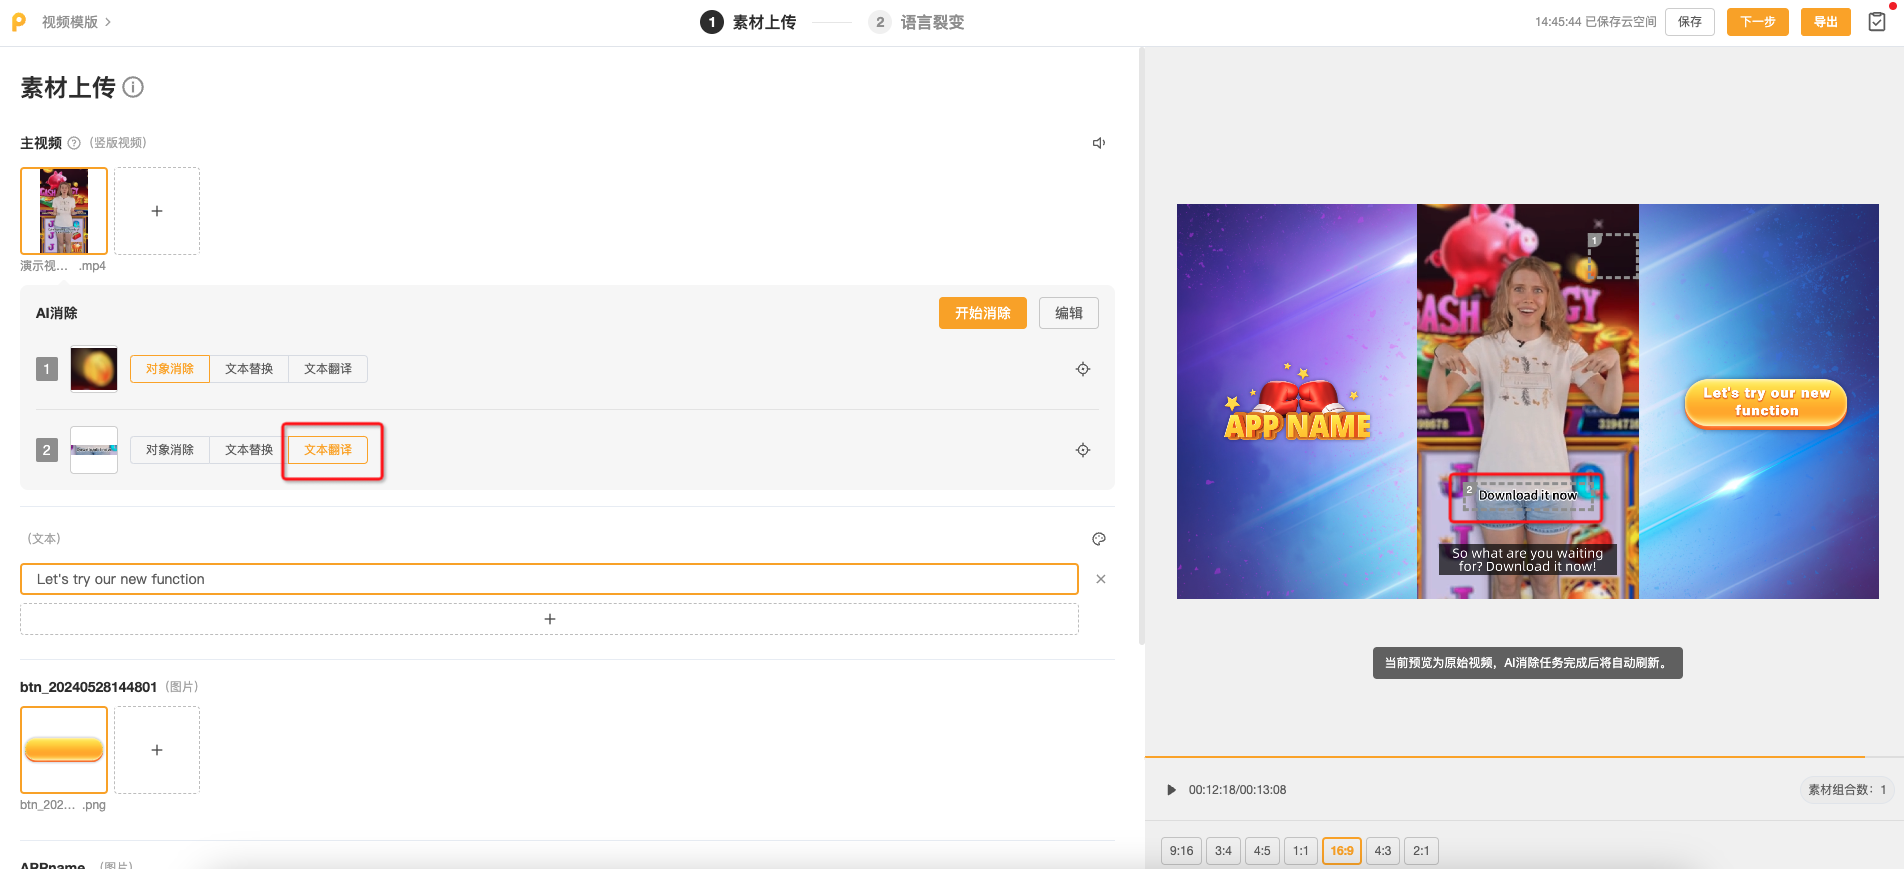 视频模版 >
1 素材上传
2 语言裂变
14:45:44 已保存云空间
保存
下一步
导出
素材上传
主视频 (竖版视频)
+
演示视... .mp4
AI消除
开始消除
编辑
1
对象消除
文本替换
文本翻译
2
对象消除
文本替换
文本翻译
(文本)
Let's try our new function
+
btn_20240528144801 (图片)
+
btn_202... .png
APPname (图片)
APP NAME
1
2 Download it now
So what are you waiting
for? Download it now!
Let's try our new
function
当前预览为原始视频，AI消除任务完成后将自动刷新。
00:12:18/00:13:08
素材组合数：1
9:16
3:4
4:5
1:1
16:9
4:3
2:1